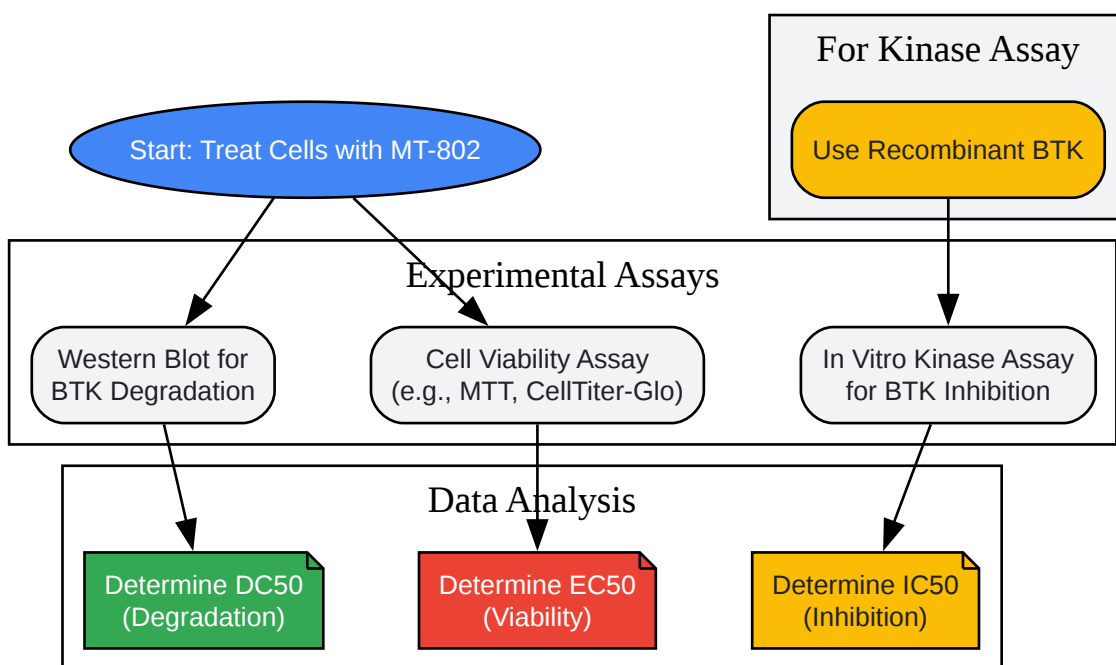 For Kinase Assay
Start: Treat Cells with MT-802
Use Recombinant BTK
Experimental Assays
Western Blot for
BTK Degradation
Cell Viability Assay
(e.g., MTT, CellTiter-Glo)
In Vitro Kinase Assay
for BTK Inhibition
Data Analysis
Determine DC50
(Degradation)
Determine EC50
(Viability)
Determine IC50
(Inhibition)